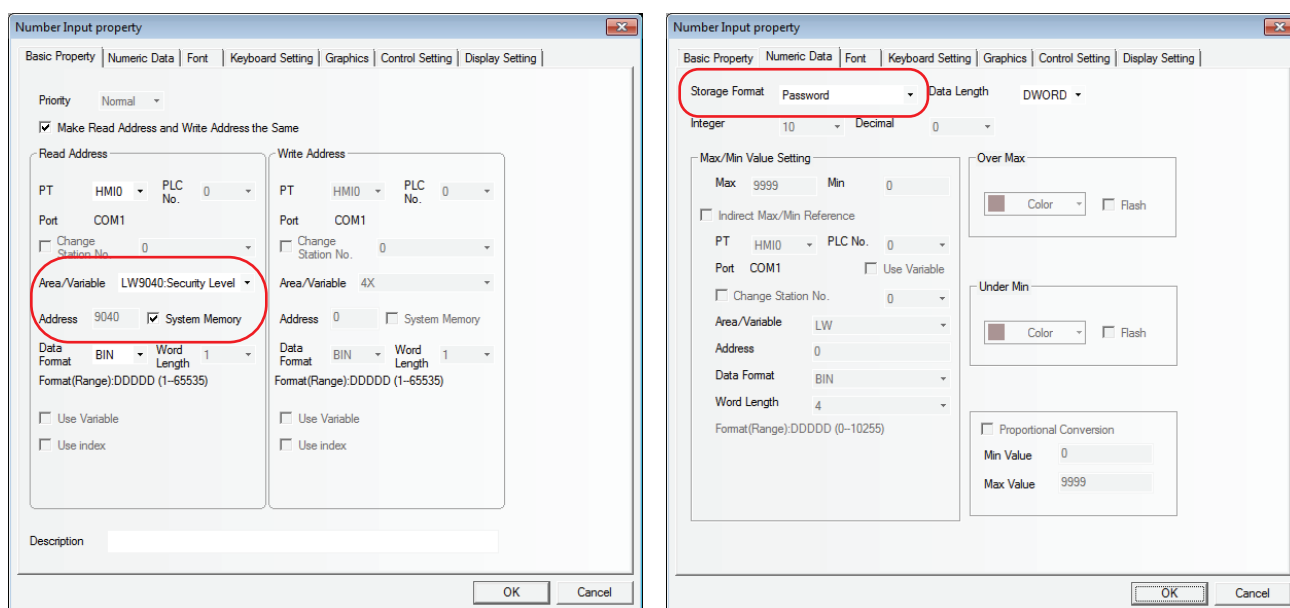 Number Input property
Basic Property Numeric Data Font Keyboard Setting Graphics Control Setting Display Setting
Priority Normal
Make Read Address and Write Address the Same
Read Address
PT HMI0 PLC No. 0
Port COM1
Change Station No. 0
Area/Variable LW9040:Security Level
Address 9040 System Memory
Data Format BIN Word Length 1
Format(Range):DDDDD (1~65535)
Use Variable
Use index
Write Address
PT HMI0 PLC No. 0
Port COM1
Change Station No. 0
Area/Variable 4X
Address 0 System Memory
Data Format BIN Word Length 1
Format(Range):DDDDD (1~65535)
Use Variable
Use index
Description
OK Cancel
Number Input property
Basic Property Numeric Data Font Keyboard Setting Graphics Control Setting Display Setting
Storage Format Password Data Length DWORD
Integer 10 Decimal 0
Max/Min Value Setting
Max 9999 Min 0
Indirect Max/Min Reference
PT HMI0 PLC No. 0
Port COM1 Use Variable
Change Station No. 0
Area/Variable LW
Address 0
Data Format BIN
Word Length 4
Format(Range):DDDDD (0~10255)
Over Max
Color Flash
Under Min
Color Flash
Proportional Conversion
Min Value 0
Max Value 9999
OK Cancel